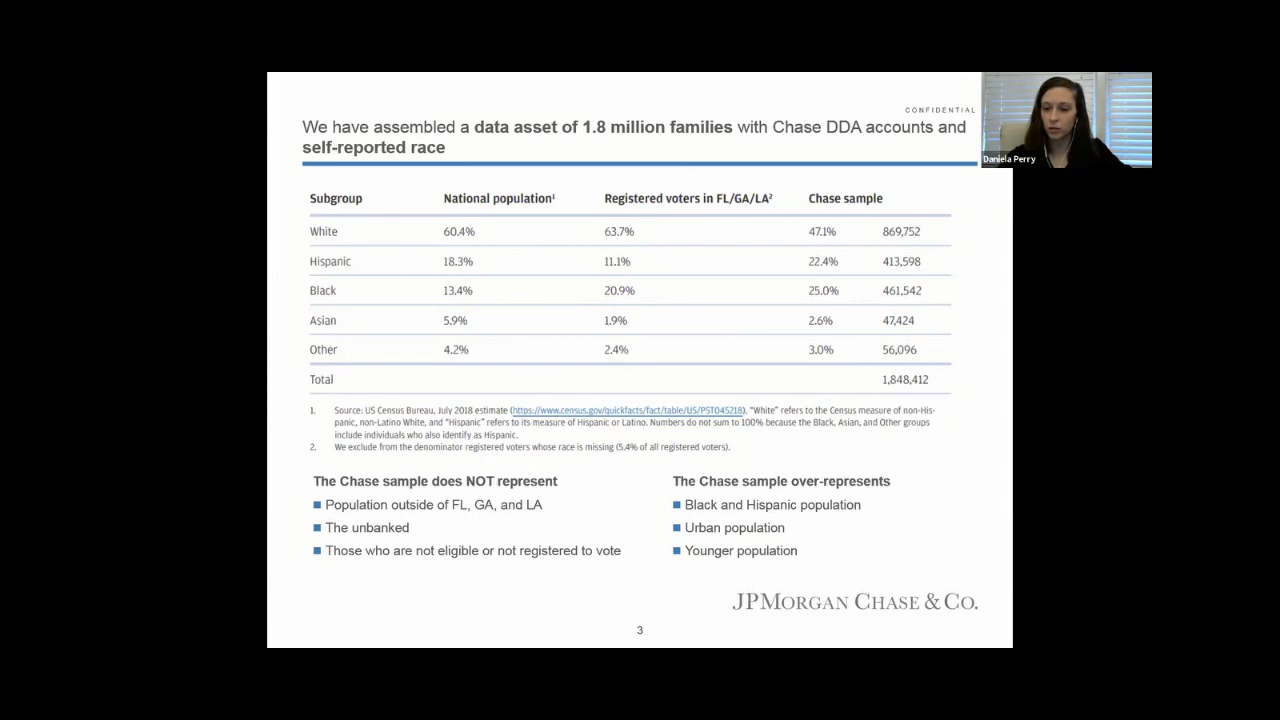 CONFIDENTIAL
We have assembled a data asset of 1.8 million families with Chase DDA accounts and
self-reported race
Daniela Perry
Subgroup National population¹ Registered voters in FL/GA/LA² Chase sample
White 60.4% 63.7% 47.1% 869,752
Hispanic 18.3% 11.1% 22.4% 413,598
Black 13.4% 20.9% 25.0% 461,542
Asian 5.9% 1.9% 2.6% 47,424
Other 4.2% 2.4% 3.0% 56,096
Total 1,848,412
1. Source: US Census Bureau, July 2018 estimate (https://www.census.gov/quickfacts/fact/table/US/PST045218). "White" refers to the Census measure of non-His-
panic, non-Latino White, and "Hispanic" refers to its measure of Hispanic or Latino. Numbers do not sum to 100% because the Black, Asian, and Other groups
include individuals who also identify as Hispanic.
2. We exclude from the denominator registered voters whose race is missing (5.4% of all registered voters).
The Chase sample does NOT represent
Population outside of FL, GA, and LA
The unbanked
Those who are not eligible or not registered to vote
The Chase sample over-represents
Black and Hispanic population
Urban population
Younger population
JPMORGAN CHASE & CO.
3